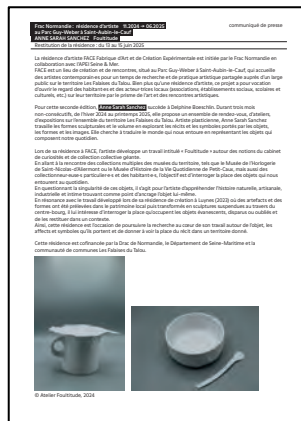 Frac Normandie : résidence d'artiste 11.2024 → 06.2025
communiqué de presse
au Parc Guy-Weber à Saint-Aubin-le-Cauf
ANNE SARAH SANCHEZ Foultitude
Restitution de la résidence : du 13 au 15 juin 2025
La résidence d'artiste FACE Fabrique d'Art et de Création Expérimentale est initiée par le Frac Normandie en
collaboration avec l'APEI Seine & Mer.
FACE est un lieu de création et de rencontres, situé au Parc Guy-Weber à Saint-Aubin-le-Cauf, qui accueille
des artistes contemporain·es pour un temps de recherche et de pratique artistique partagée auprès d'un large
public sur le territoire Les Falaises du Talou. Bien plus qu'une résidence d'artiste, ce projet a pour vocation
d'ouvrir le regard des habitant·es et des acteur·trices locaux (associations, établissements sociaux, scolaires et
culturels, etc.) sur leur territoire par le prisme de l'art et des rencontres artistiques.
Pour cette seconde édition, Anne Sarah Sanchez succède à Delphine Boeschlin. Durant trois mois
non-consécutifs, de l'hiver 2024 au printemps 2025, elle propose un ensemble de rendez-vous, d'ateliers,
d'expositions sur l'ensemble du territoire Les Falaises du Talou. Artiste plasticienne, Anne Sarah Sanchez
travaille les formes sculpturales et le volume en explorant les récits et les symboles portés par les objets,
les formes et les images. Elle cherche à traduire le monde qui nous entoure en représentant les objets qui
composent notre quotidien.
Lors de sa résidence à FACE, l'artiste développe un travail intitulé « Foultitude » autour des notions du cabinet
de curiosités et de collection collective géante.
En allant à la rencontre des collections multiples des musées du territoire, tels que le Musée de l'Horlogerie
de Saint-Nicolas-d'Aliermont ou le Musée d'Histoire de la Vie Quotidienne de Petit-Caux, mais aussi des
collectionneur·euses particulier·e·s et des habitant·e·s, l'objectif est d'interroger la place des objets qui nous
entourent au quotidien.
En questionnant la singularité de ces objets, il s'agit pour l'artiste d'appréhender l'histoire naturelle, artisanale,
industrielle et intime trouvant comme point d'ancrage l'objet lui-même.
En résonance avec le travail développé lors de sa résidence de création à Luynes (2023) où des artefacts et des
formes ont été prélevées dans le patrimoine local puis transformés en sculptures suspendues au travers du
centre-bourg, il lui intéresse d'interroger la place qu'occupent les objets évanescents, disparus ou oubliés et
de les restituer dans un contexte.
Ainsi, cette résidence est l'occasion de poursuivre la recherche au cœur de son travail autour de l'objet, les
affects et symboles qu'ils portent et de donner à voir la place du récit dans un territoire donné.
Cette résidence est cofinancée par la Drac de Normandie, le Département de Seine-Maritime et la
communauté de communes Les Falaises du Talou.
© Atelier Foultitude, 2024